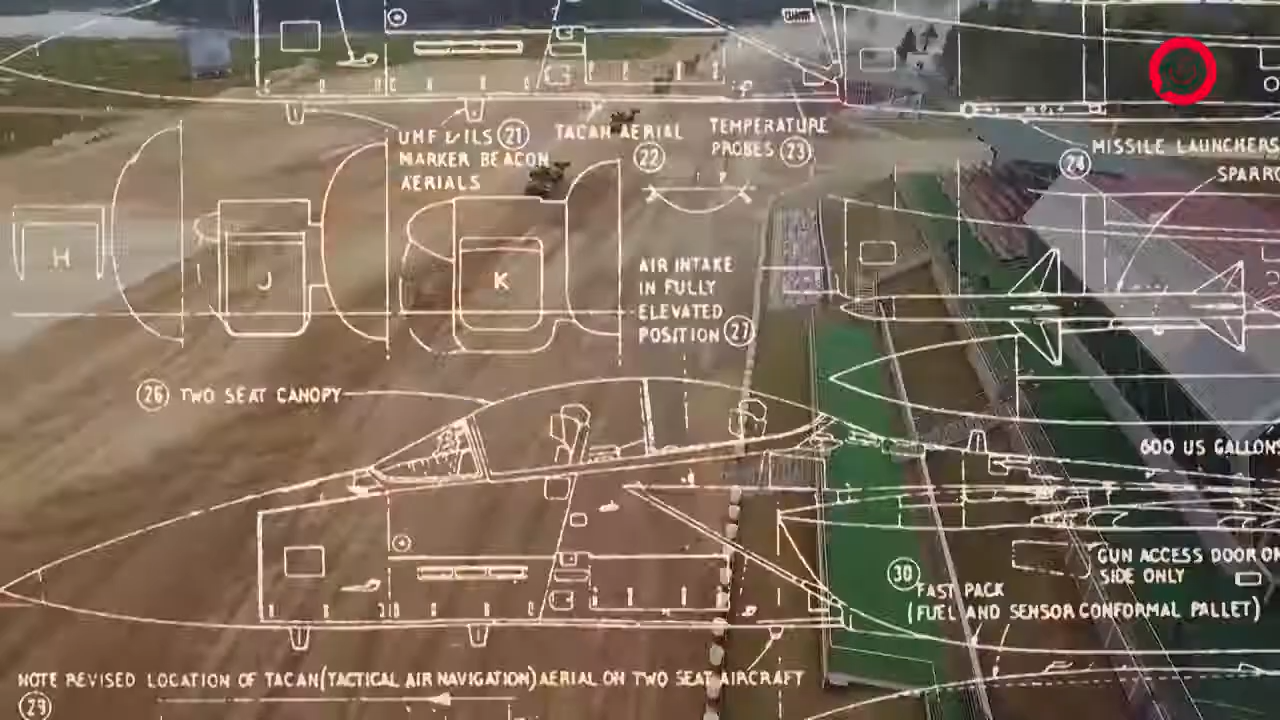 UHF & ILS 21
MARKER BEACON
AERIALS
TACAN AERIAL
22
TEMPERATURE
PROBES 23
24
MISSILE LAUNCHERS
H
J
K
AIR INTAKE
IN FULLY
ELEVATED
POSITION 27
26 TWO SEAT CANOPY
600 US GALLONS
GUN ACCESS DOOR ON
SIDE ONLY
30
FAST PACK
(FUEL AND SENSOR CONFORMAL PALLET)
NOTE REVISED LOCATION OF TACAN (TACTICAL AIR NAVIGATION) AERIAL ON TWO SEAT AIRCRAFT
29